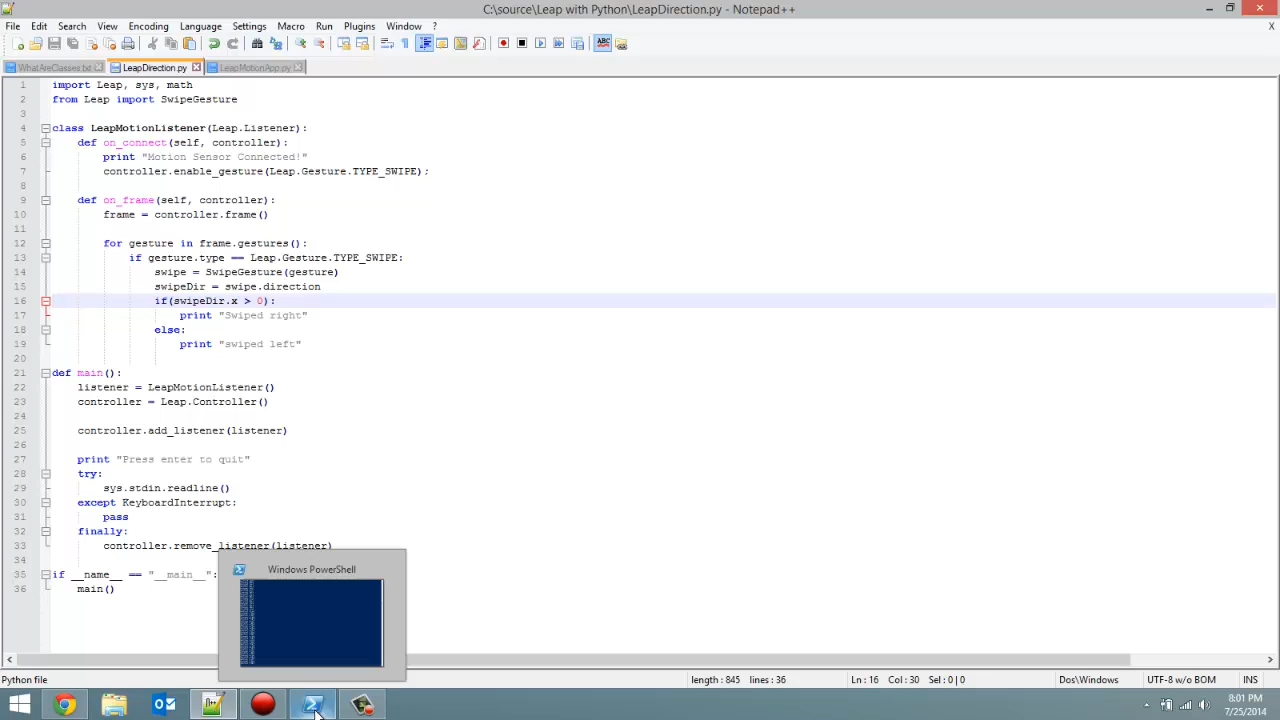 C:\source\Leap with Python\LeapDirection.py - Notepad++
File Edit Search View Encoding Language Settings Macro Run Plugins Window ? X
ABC
WhatAreClasses.txt LeapDirection.py LeapMotionApp.py
1 import Leap, sys, math
2 from Leap import SwipeGesture
3
4 class LeapMotionListener(Leap.Listener):
5 def on_connect(self, controller):
6 print "Motion Sensor Connected!"
7 controller.enable_gesture(Leap.Gesture.TYPE_SWIPE);
8
9 def on_frame(self, controller):
10 frame = controller.frame()
11
12 for gesture in frame.gestures():
13 if gesture.type == Leap.Gesture.TYPE_SWIPE:
14 swipe = SwipeGesture(gesture)
15 swipeDir = swipe.direction
16 if(swipeDir.x > 0):
17 print "Swiped right"
18 else:
19 print "swiped left"
20
21 def main():
22 listener = LeapMotionListener()
23 controller = Leap.Controller()
24
25 controller.add_listener(listener)
26
27 print "Press enter to quit"
28 try:
29 sys.stdin.readline()
30 except KeyboardInterrupt:
31 pass
32 finally:
33 controller.remove_listener(listener)
34
35 if __name__ == "__main__":
36 main()
Windows PowerShell
Python file length : 845 lines : 36 Ln : 16 Col : 30 Sel : 0 | 0 Dos\Windows UTF-8 w/o BOM INS
8:01 PM
7/25/2014